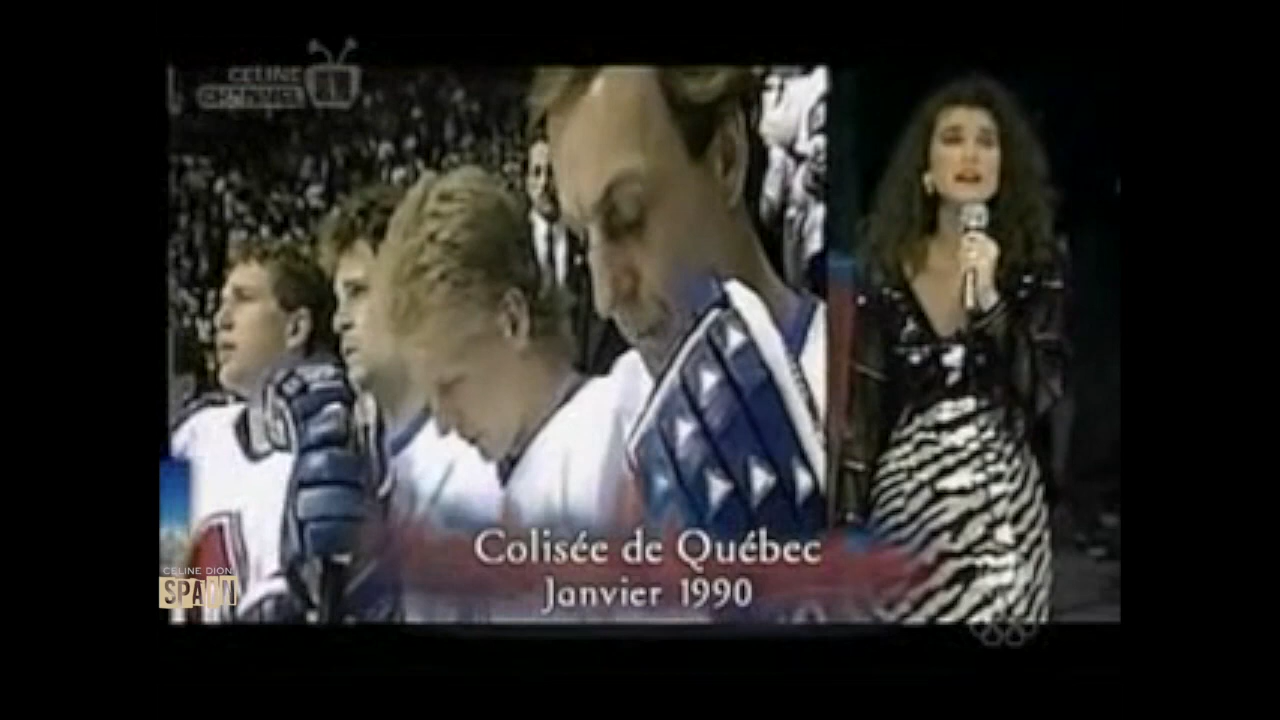 CELINE
CHANNEL
Colisée de Québec
Janvier 1990
CELINE DION
SPAIN